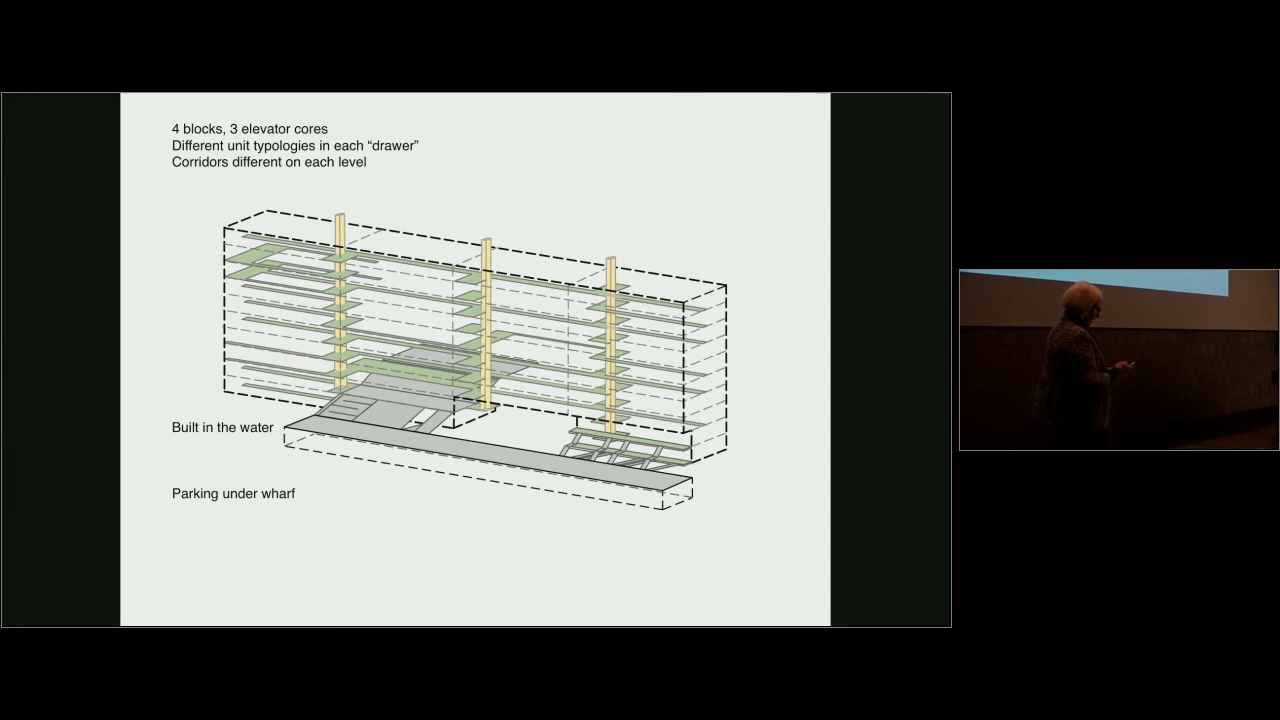 4 blocks, 3 elevator cores
Different unit typologies in each “drawer”
Corridors different on each level
Built in the water
Parking under wharf